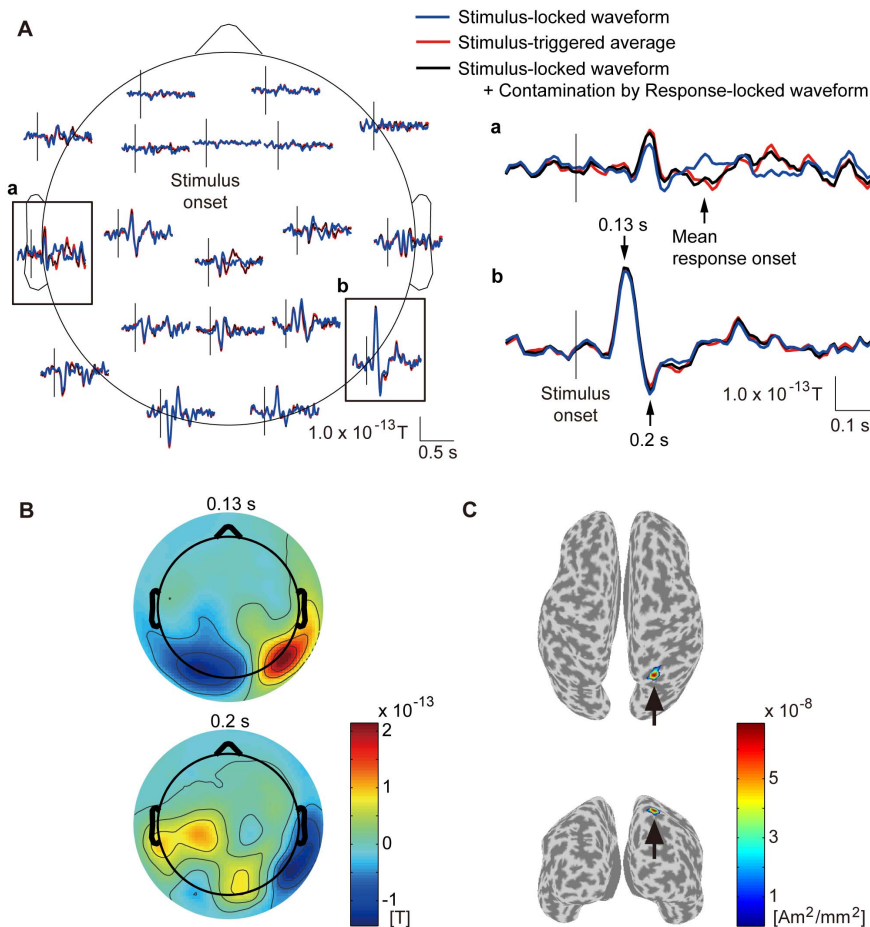 A
Stimulus-locked waveform
Stimulus-triggered average
Stimulus-locked waveform
+ Contamination by Response-locked waveform
Stimulus
onset
a
b
1.0 x 10⁻¹³T
0.5 s
a
0.13 s
Mean
response onset
b
Stimulus
onset
0.2 s
1.0 x 10⁻¹³T
0.1 s
B
0.13 s
0.2 s
x 10⁻¹³
2
1
0
-1
[T]
C
x 10⁻⁸
5
3
1
[Am²/mm²]